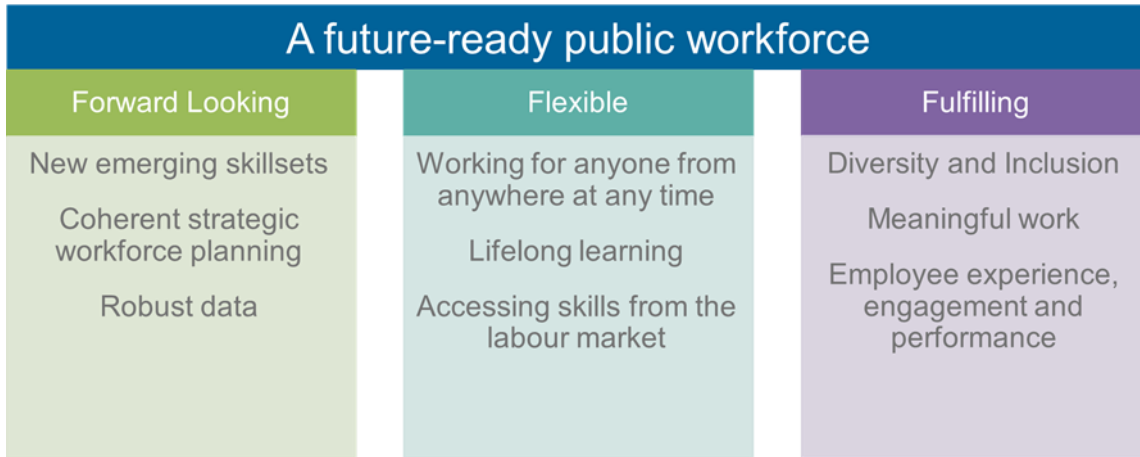 A future-ready public workforce
Forward Looking
New emerging skillsets
Coherent strategic
workforce planning
Robust data
Flexible
Working for anyone from
anywhere at any time
Lifelong learning
Accessing skills from the
labour market
Fulfilling
Diversity and Inclusion
Meaningful work
Employee experience,
engagement and
performance